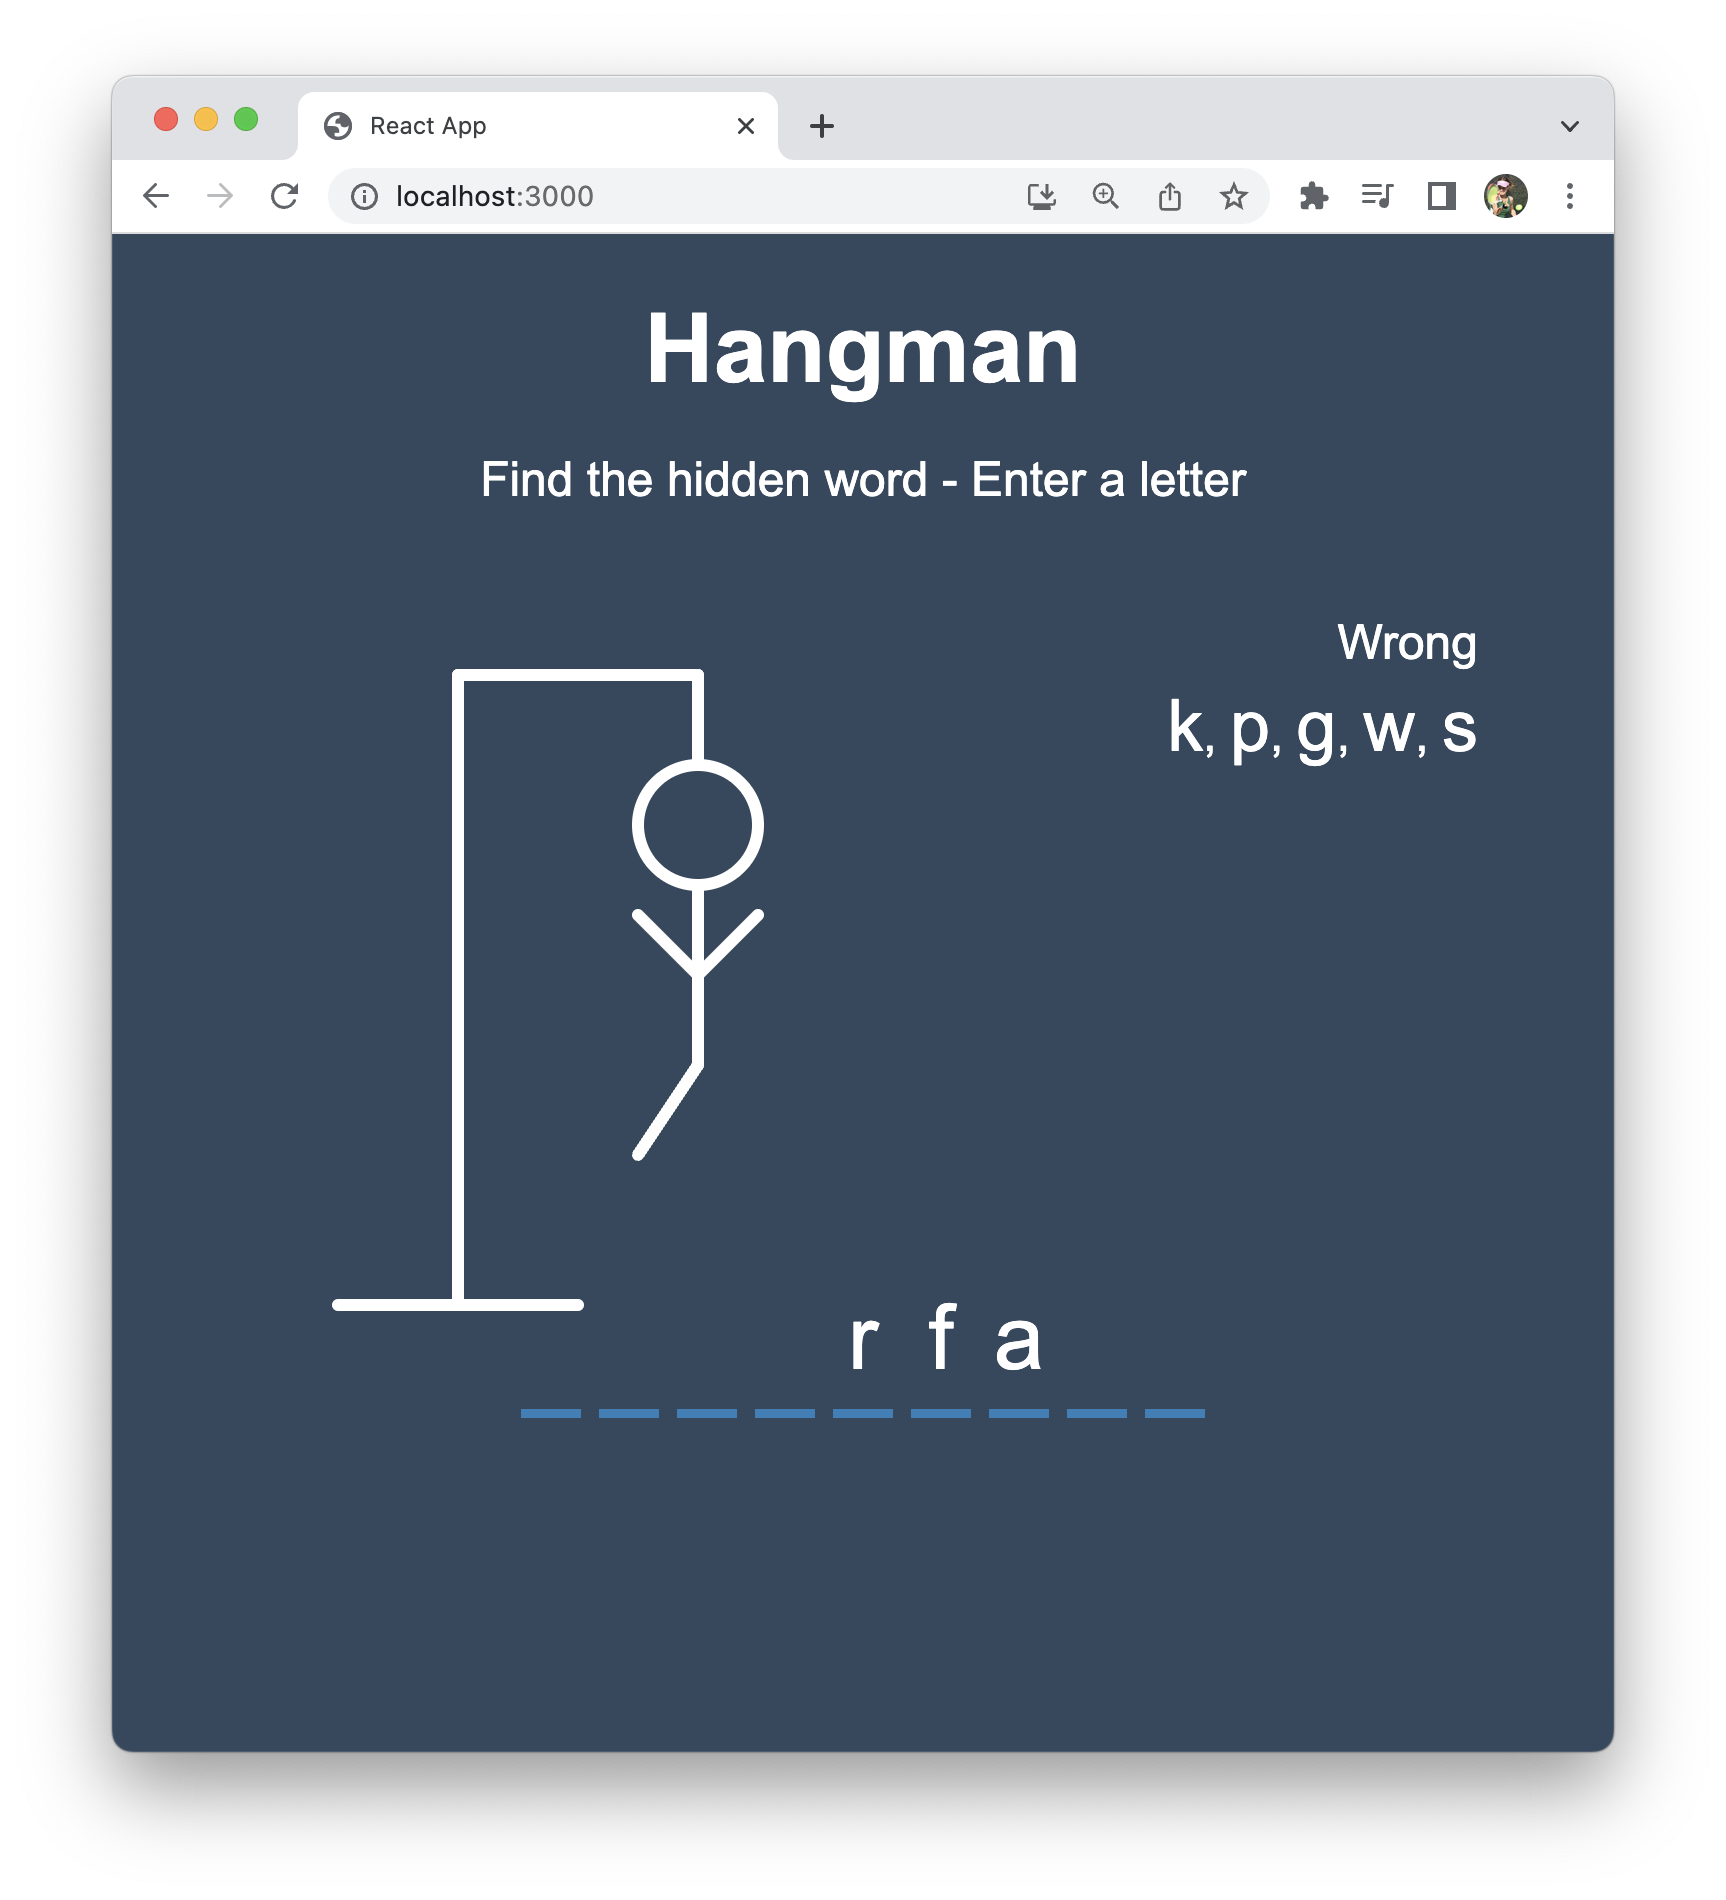 React App
localhost:3000
Hangman
Find the hidden word - Enter a letter
Wrong
k, p, g, w, s
r f a